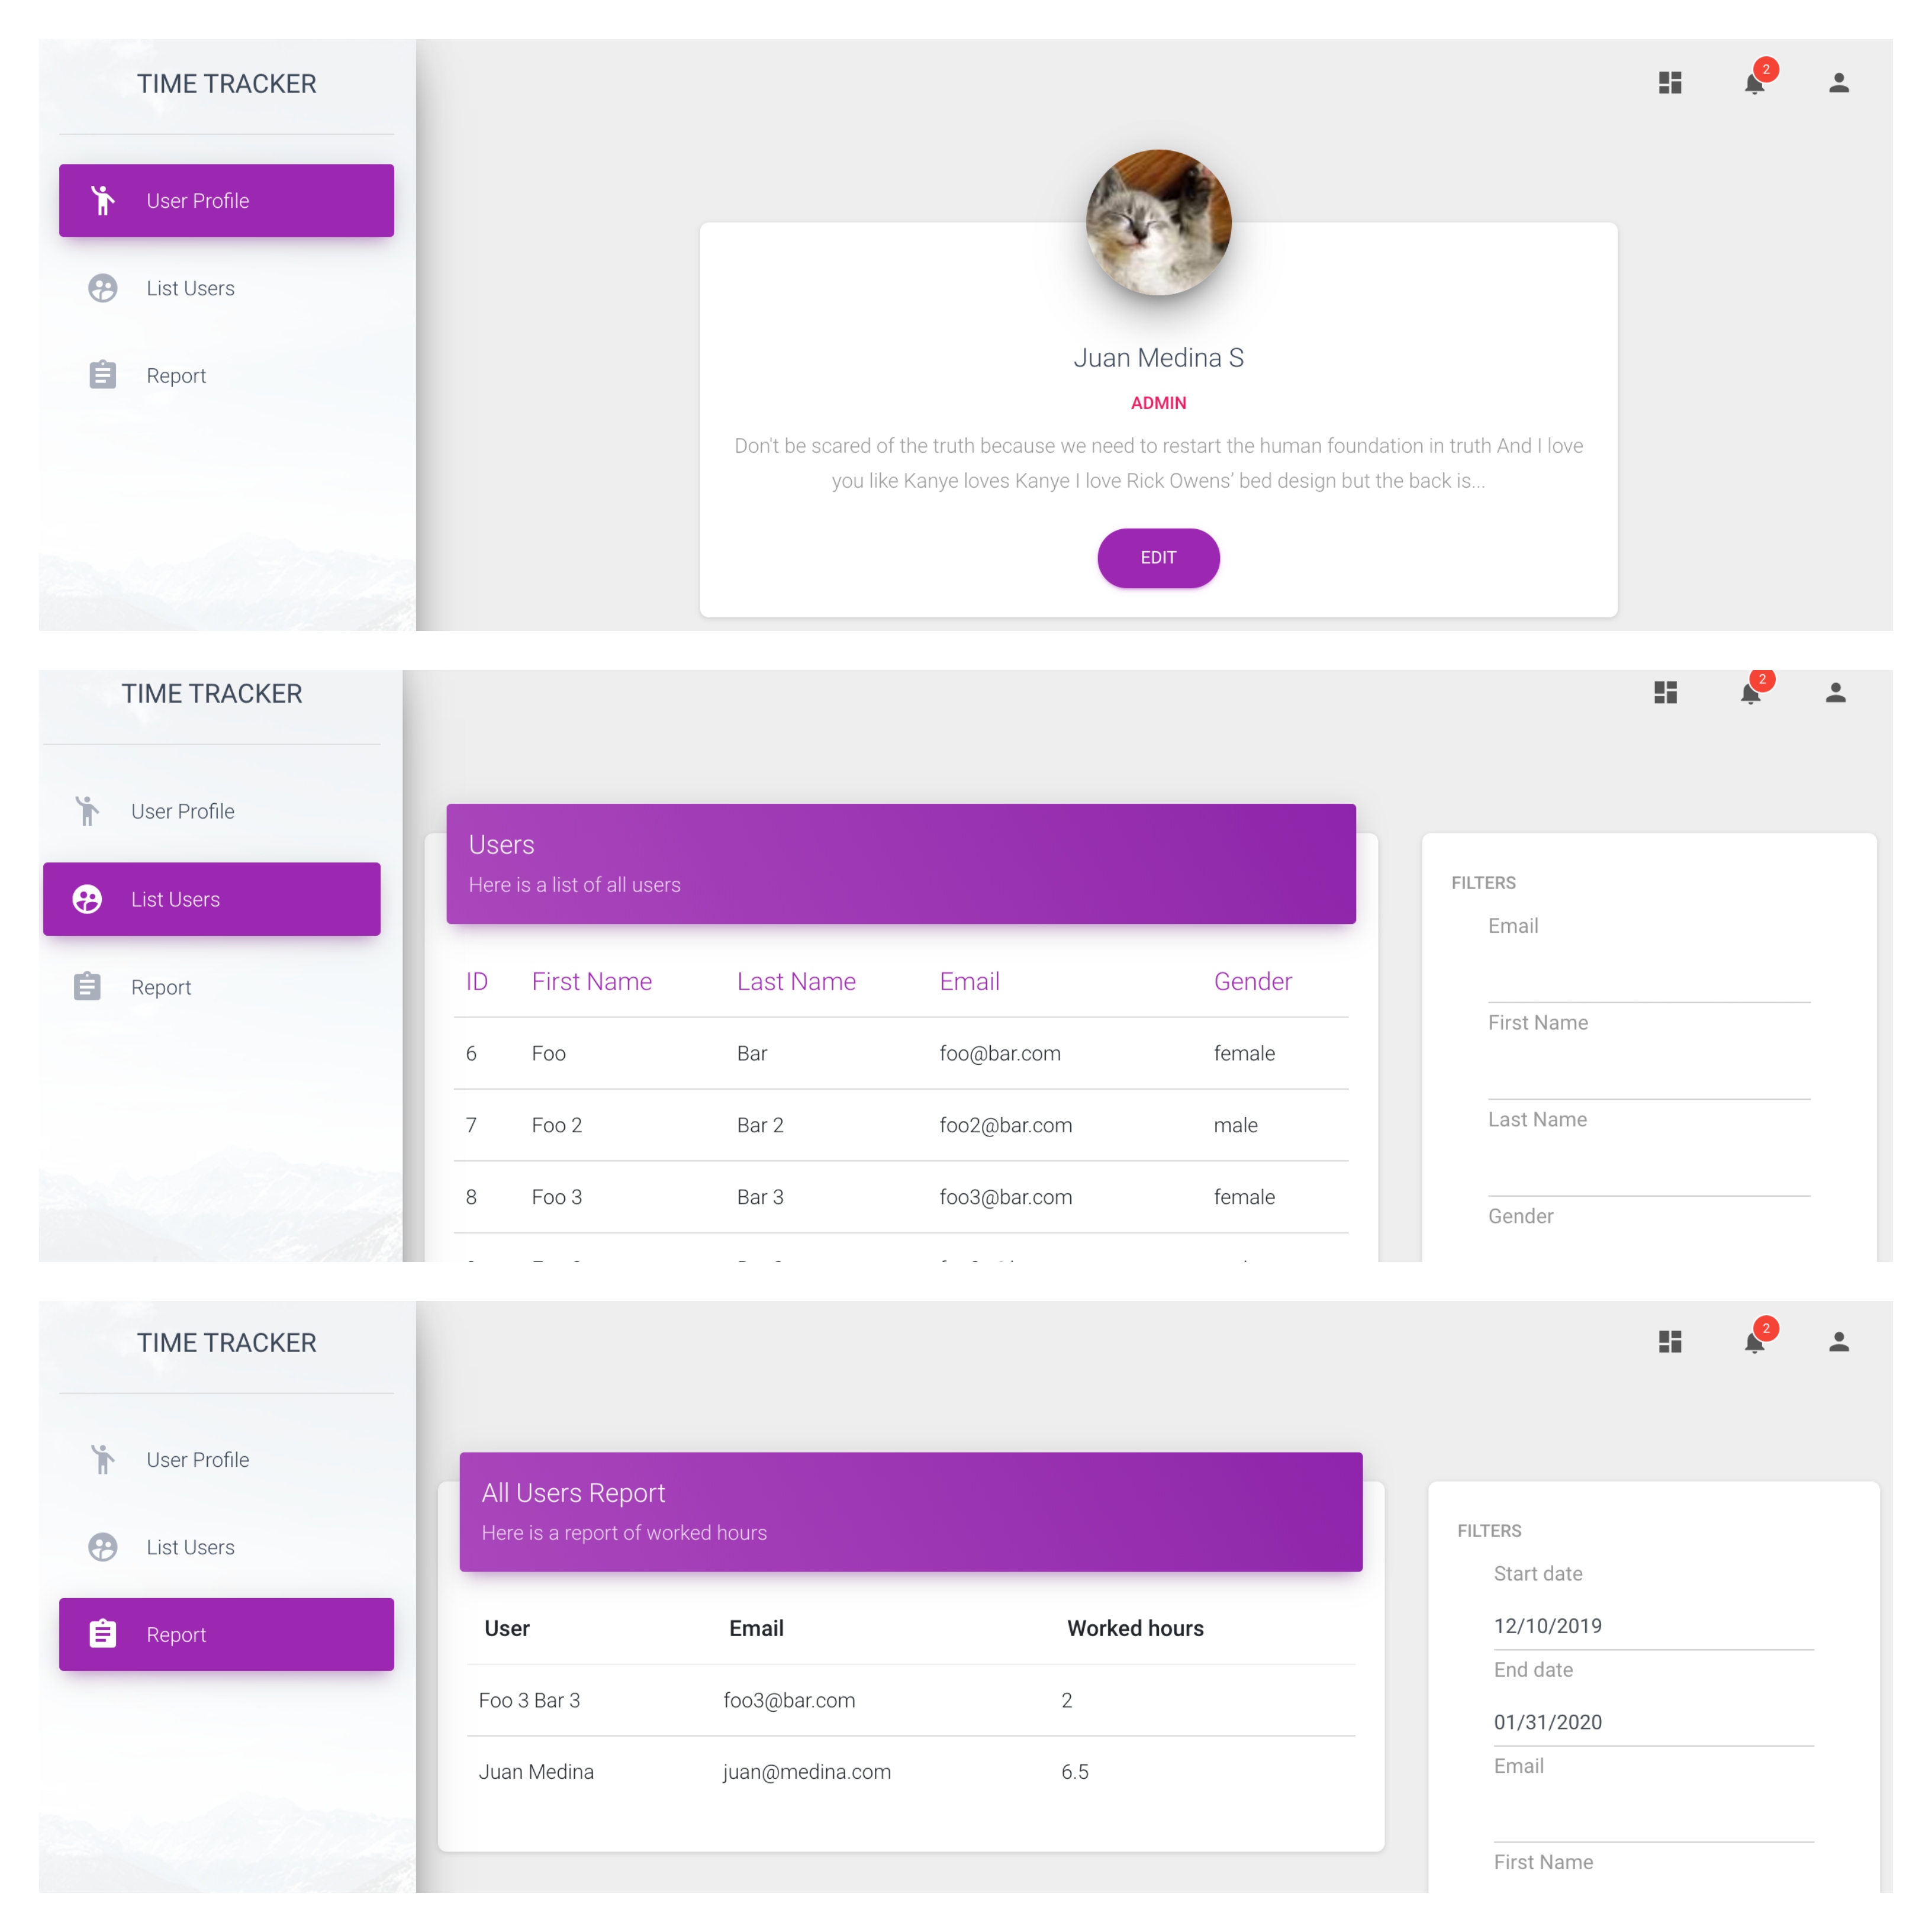 TIME TRACKER
2
User Profile
List Users
Report
Juan Medina S
ADMIN
Don't be scared of the truth because we need to restart the human foundation in truth And I love
you like Kanye loves Kanye I love Rick Owens' bed design but the back is...
EDIT
TIME TRACKER
2
User Profile
List Users
Report
Users
Here is a list of all users
ID First Name Last Name Email Gender
6 Foo Bar foo@bar.com female
7 Foo 2 Bar 2 foo2@bar.com male
8 Foo 3 Bar 3 foo3@bar.com female
FILTERS
Email
First Name
Last Name
Gender
TIME TRACKER
2
User Profile
List Users
Report
All Users Report
Here is a report of worked hours
User Email Worked hours
Foo 3 Bar 3 foo3@bar.com 2
Juan Medina juan@medina.com 6.5
FILTERS
Start date
12/10/2019
End date
01/31/2020
Email
First Name